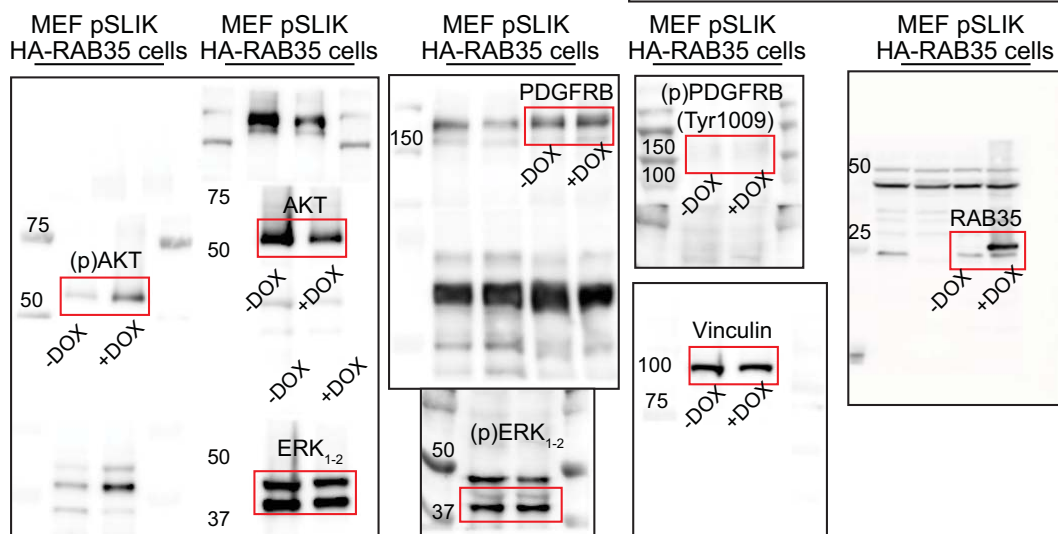 MEF pSLIK
HA-RAB35 cells
75
(p)AKT
50
-DOX
+DOX
MEF pSLIK
HA-RAB35 cells
75
AKT
50
-DOX
+DOX
-DOX
+DOX
50
ERK1-2
37
MEF pSLIK
HA-RAB35 cells
PDGFRB
150
-DOX
+DOX
(p)ERK1-2
50
37
MEF pSLIK
HA-RAB35 cells
(p)PDGFRB
(Tyr1009)
150
100
-DOX
+DOX
Vinculin
100
75
-DOX
+DOX
MEF pSLIK
HA-RAB35 cells
50
RAB35
25
-DOX
+DOX